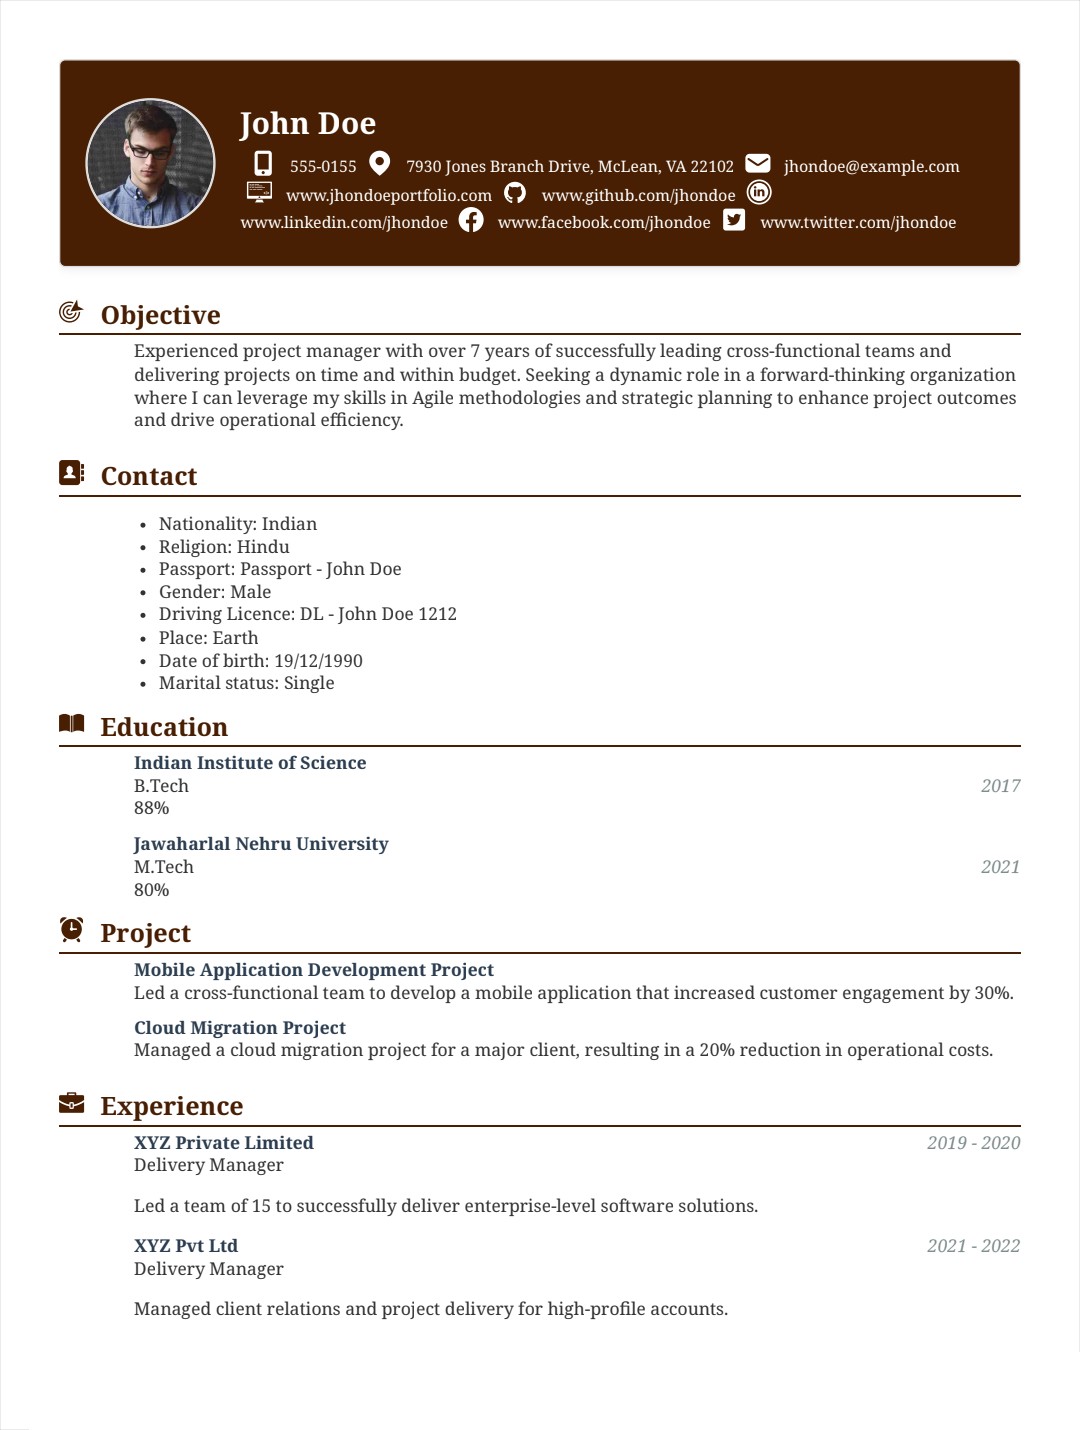 John Doe
555-0155 7930 Jones Branch Drive, McLean, VA 22102 jhondoe@example.com
www.jhondoeportfolio.com www.github.com/jhondoe
www.linkedin.com/jhondoe www.facebook.com/jhondoe www.twitter.com/jhondoe
Objective
Experienced project manager with over 7 years of successfully leading cross-functional teams and
delivering projects on time and within budget. Seeking a dynamic role in a forward-thinking organization
where I can leverage my skills in Agile methodologies and strategic planning to enhance project outcomes
and drive operational efficiency.
Contact
• Nationality: Indian
• Religion: Hindu
• Passport: Passport - John Doe
• Gender: Male
• Driving Licence: DL - John Doe 1212
• Place: Earth
• Date of birth: 19/12/1990
• Marital status: Single
Education
Indian Institute of Science
B.Tech 2017
88%
Jawaharlal Nehru University
M.Tech 2021
80%
Project
Mobile Application Development Project
Led a cross-functional team to develop a mobile application that increased customer engagement by 30%.
Cloud Migration Project
Managed a cloud migration project for a major client, resulting in a 20% reduction in operational costs.
Experience
XYZ Private Limited 2019 - 2020
Delivery Manager
Led a team of 15 to successfully deliver enterprise-level software solutions.
XYZ Pvt Ltd 2021 - 2022
Delivery Manager
Managed client relations and project delivery for high-profile accounts.